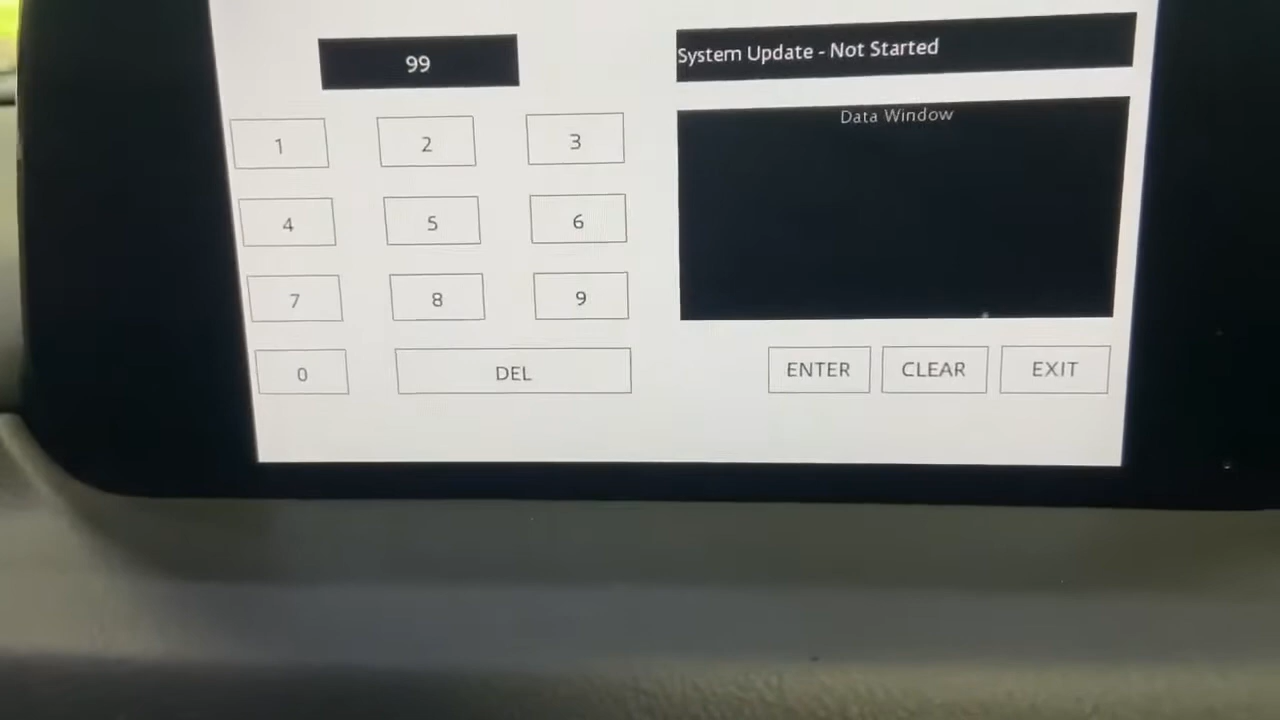 99
System Update - Not Started
Data Window
1 2 3
4 5 6
7 8 9
0 DEL
ENTER CLEAR EXIT